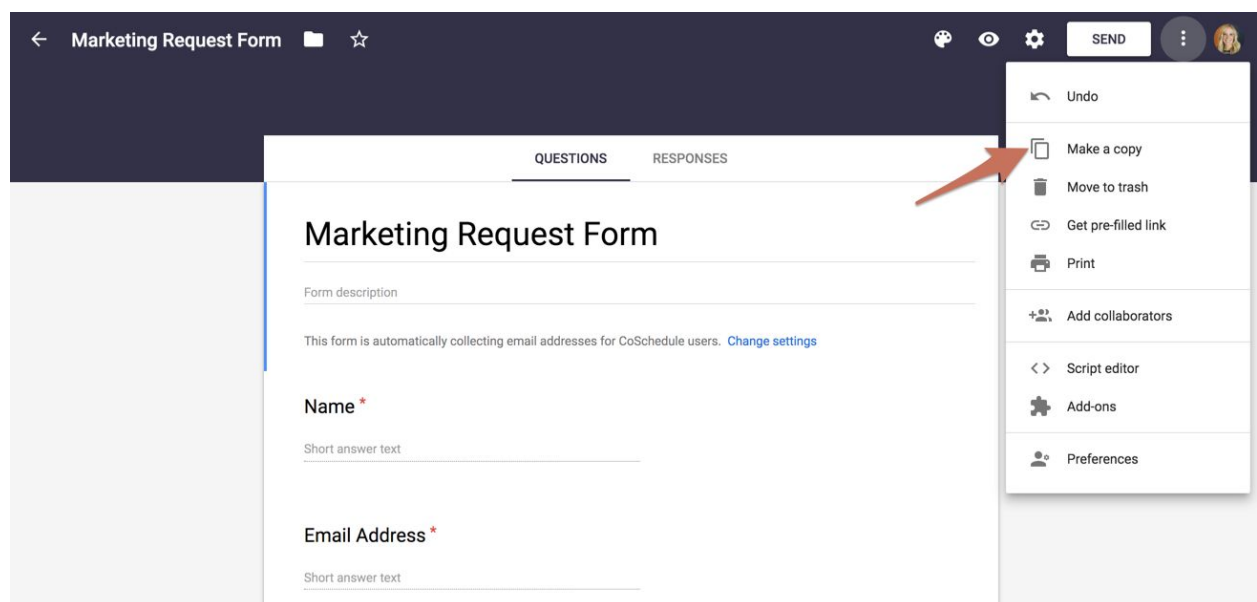 Marketing Request Form
SEND
Undo
Make a copy
Move to trash
Get pre-filled link
Print
Add collaborators
Script editor
Add-ons
Preferences
QUESTIONS RESPONSES
Marketing Request Form
Form description
This form is automatically collecting email addresses for CoSchedule users. Change settings
Name *
Short answer text
Email Address *
Short answer text